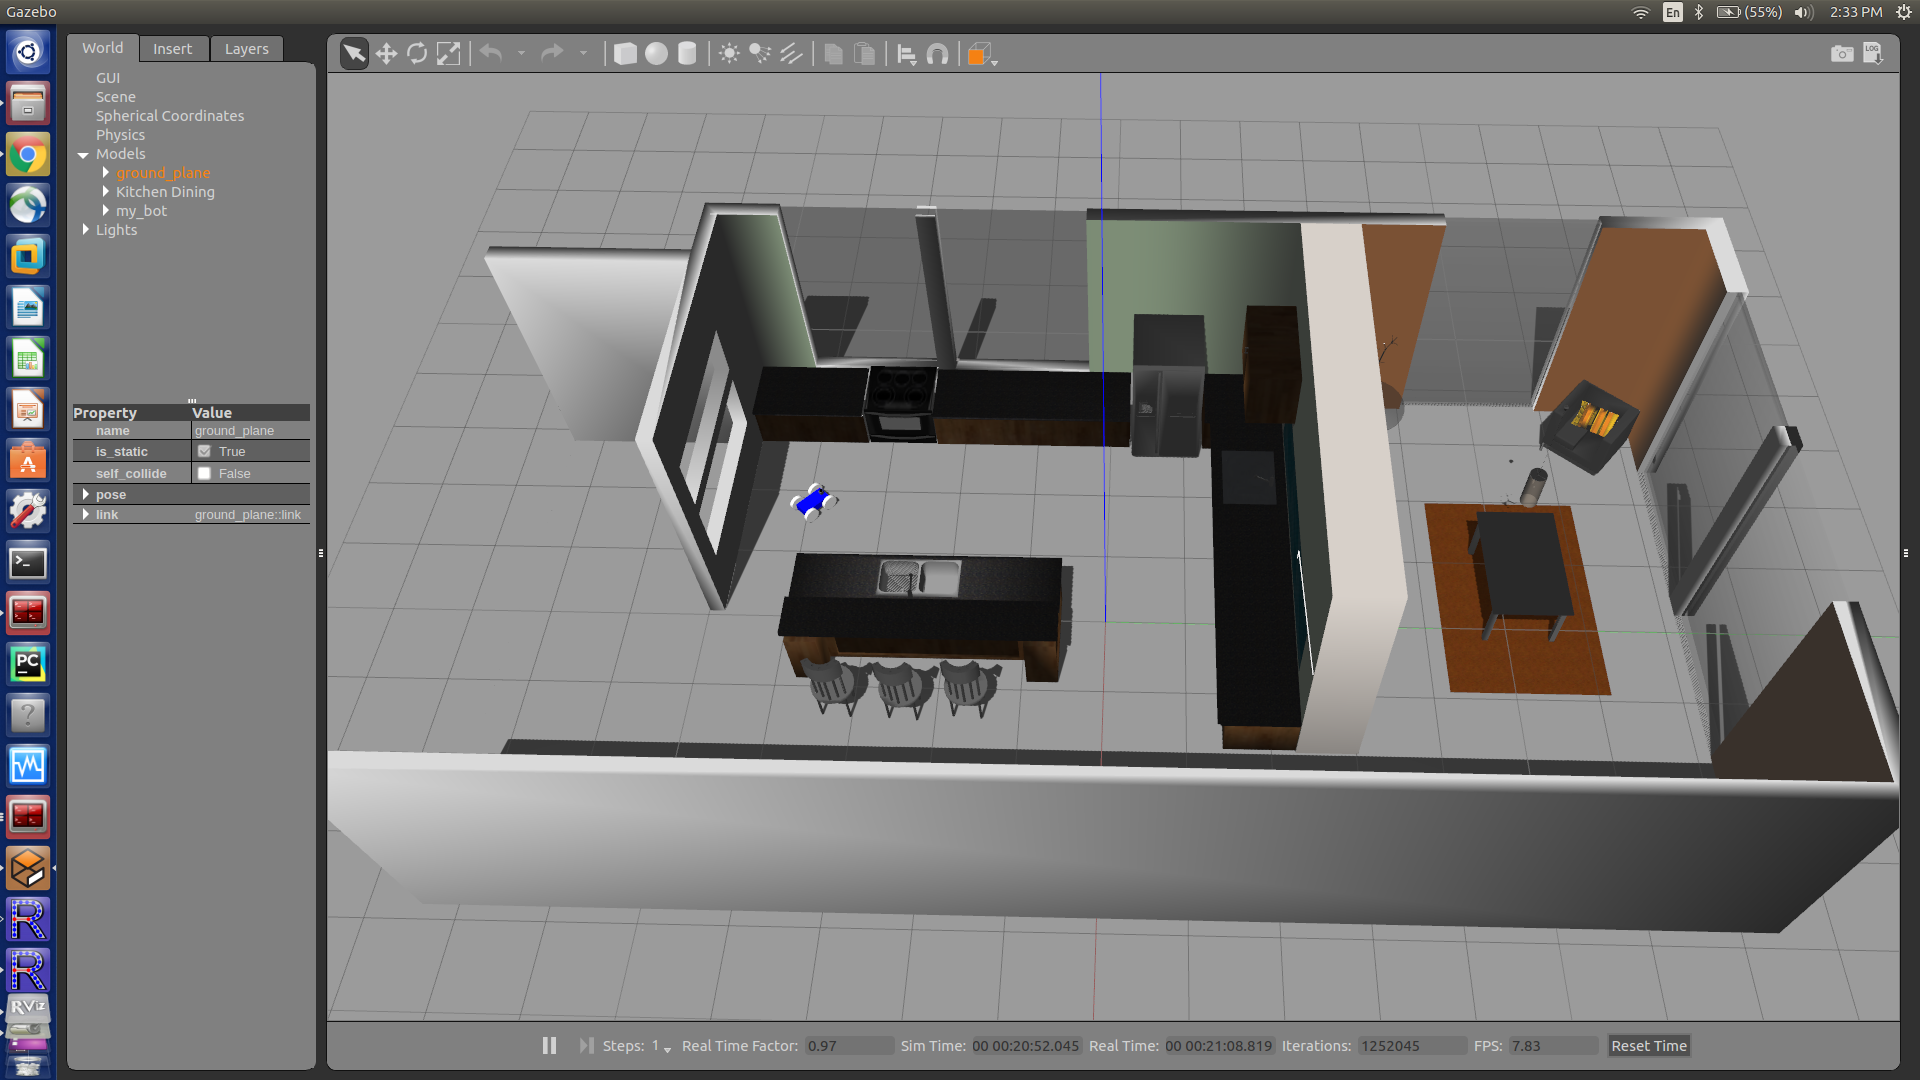 Gazebo
En
(55%)
2:33 PM
World
Insert
Layers
LOG
GUI
Scene
Spherical Coordinates
Physics
Models
ground_plane
Kitchen Dining
my_bot
Lights
Property Value
name ground_plane
is_static True
self_collide False
pose
link ground_plane::link
PC
?
R
R
RViz
Steps: 1 Real Time Factor: 0.97 Sim Time: 00 00:20:52.045 Real Time: 00 00:21:08.819 Iterations: 1252045 FPS: 7.83 Reset Time